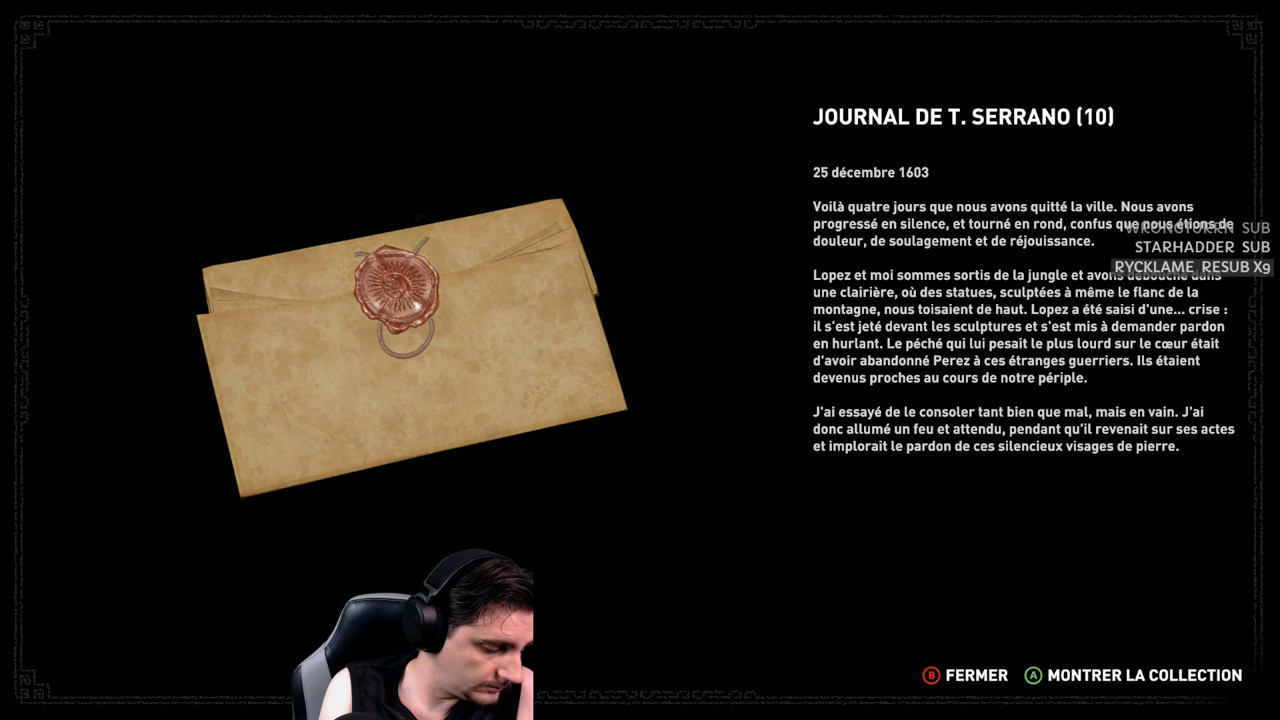 JOURNAL DE T. SERRANO (10)
25 décembre 1603
Voilà quatre jours que nous avons quitté la ville. Nous avons
progressé en silence, et tourné en rond, confus que nous étions de
douleur, de soulagement et de réjouissance.
WRONGTURRN SUB
STARHADDER SUB
RYCKLAME RESUB X9
Lopez et moi sommes sortis de la jungle et avons débouché dans
une clairière, où des statues, sculptées à même le flanc de la
montagne, nous toisaient de haut. Lopez a été saisi d'une... crise :
il s'est jeté devant les sculptures et s'est mis à demander pardon
en hurlant. Le péché qui lui pesait le plus lourd sur le cœur était
d'avoir abandonné Perez à ces étranges guerriers. Ils étaient
devenus proches au cours de notre périple.
J'ai essayé de le consoler tant bien que mal, mais en vain. J'ai
donc allumé un feu et attendu, pendant qu'il revenait sur ses actes
et implorait le pardon de ces silencieux visages de pierre.
B FERMER A MONTRER LA COLLECTION